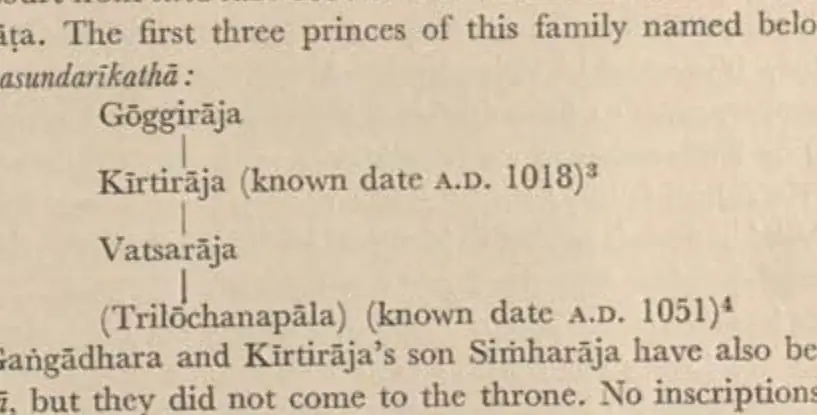 āṭa. The first three princes of this family named belo
asundarīkathā :
Gōggirāja
Kīrtirāja (known date A.D. 1018)³
Vatsarāja
(Trilōchanapāla) (known date A.D. 1051)⁴
Gaṅgādhara and Kīrtirāja's son Siṁharāja have also be
ī, but they did not come to the throne. No inscriptions